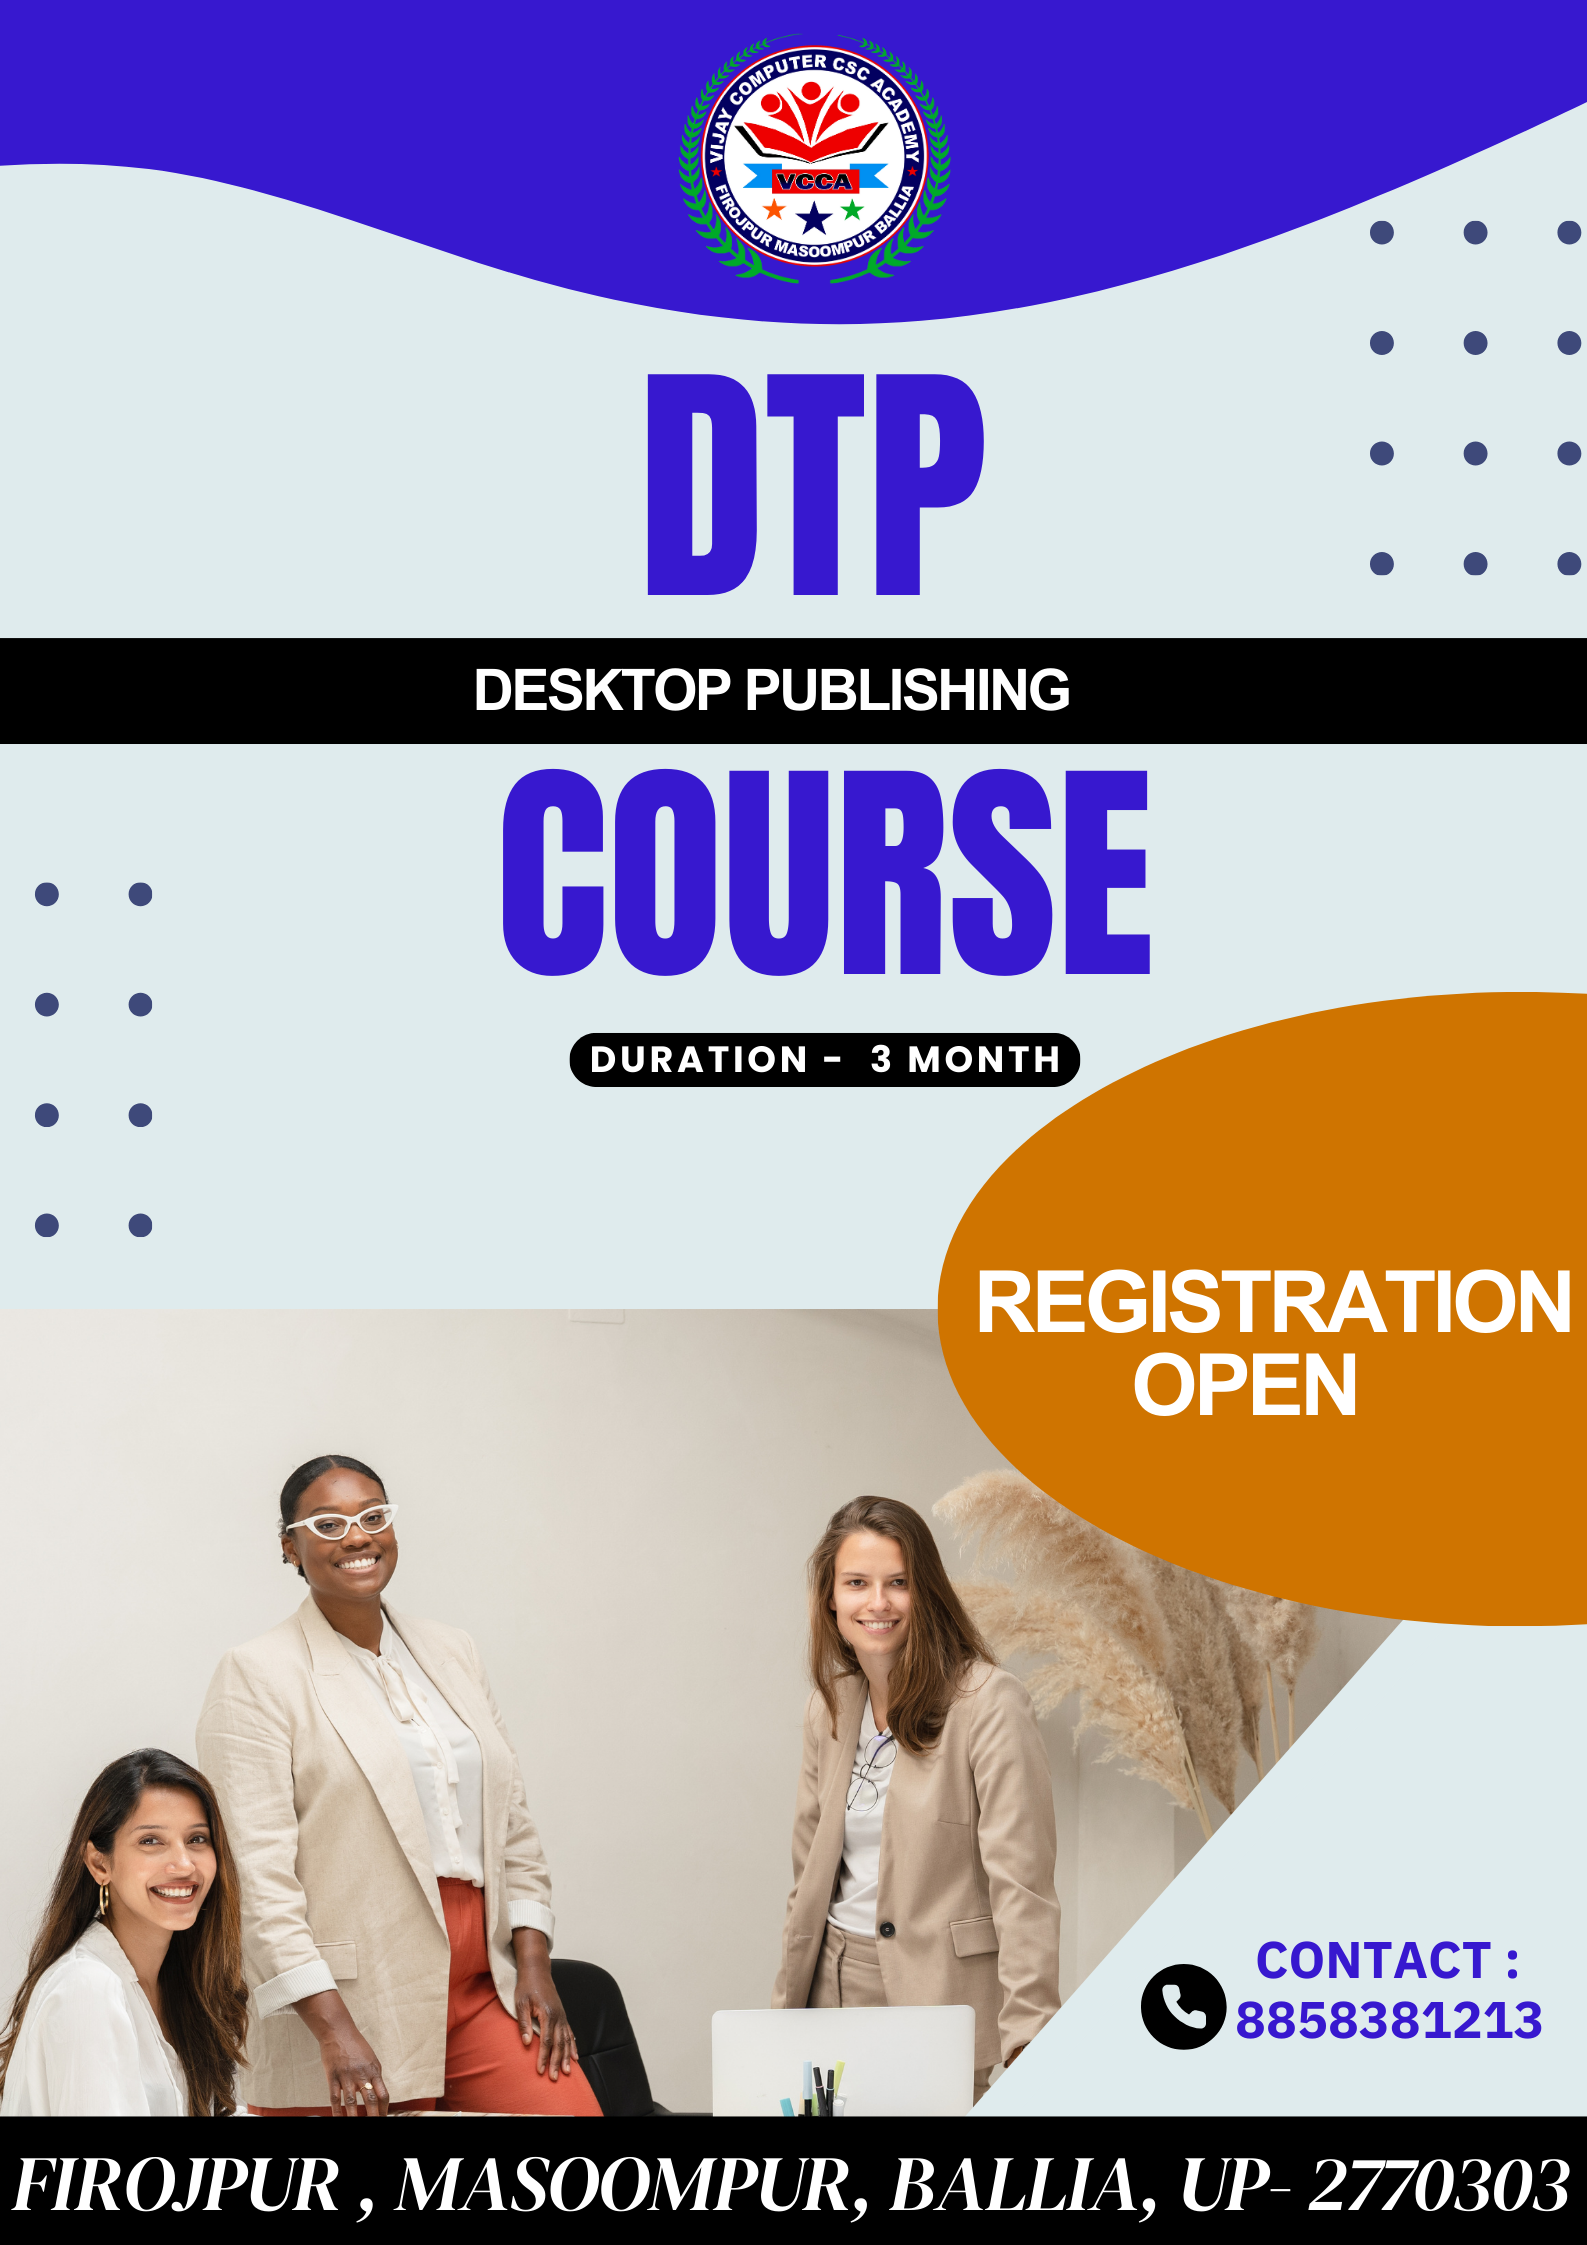 VIJAY COMPUTER CSC ACADEMY
VCCA
FIROJPUR MASOOMPUR BALLIA
DTP
DESKTOP PUBLISHING
COURSE
DURATION - 3 MONTH
REGISTRATION
OPEN
CONTACT :
8858381213
FIROJPUR , MASOOMPUR, BALLIA, UP- 2770303